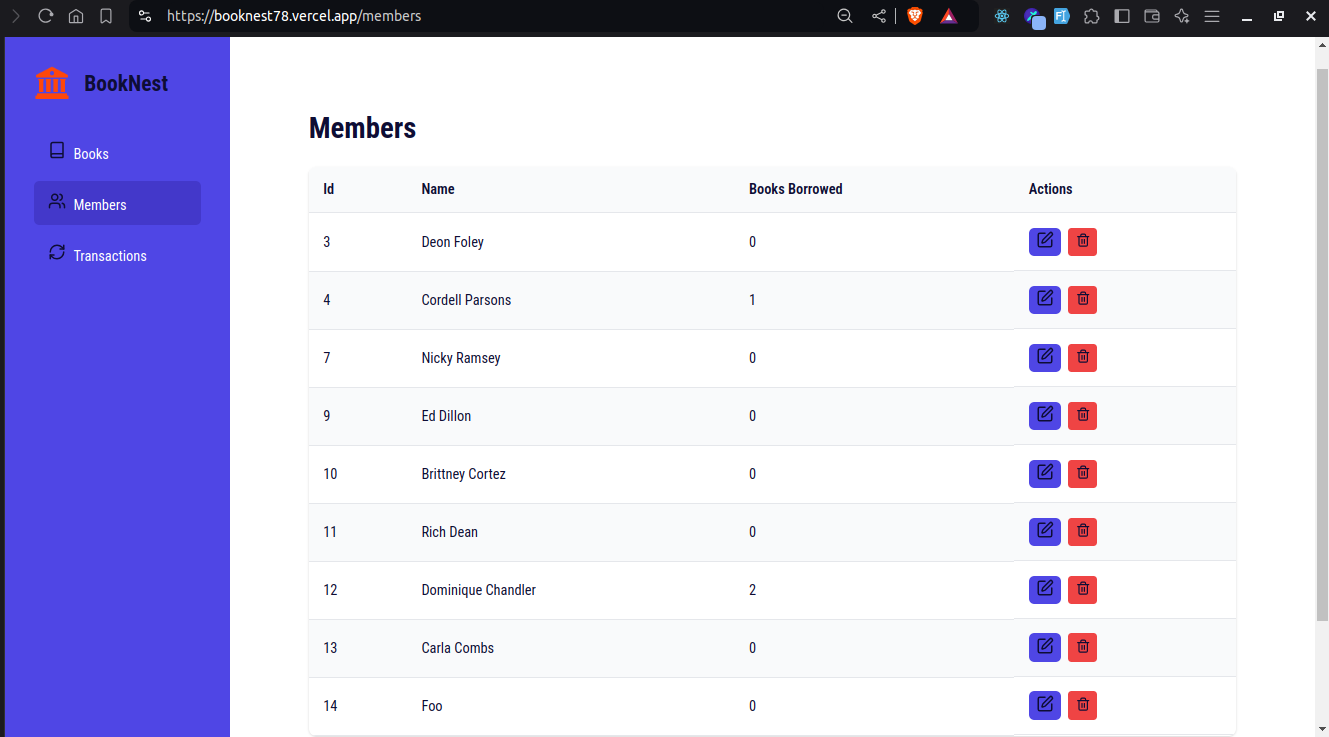 https://booknest78.vercel.app/members
BookNest
Books
Members
Transactions
Members
Id Name Books Borrowed Actions
3 Deon Foley 0
4 Cordell Parsons 1
7 Nicky Ramsey 0
9 Ed Dillon 0
10 Brittney Cortez 0
11 Rich Dean 0
12 Dominique Chandler 2
13 Carla Combs 0
14 Foo 0